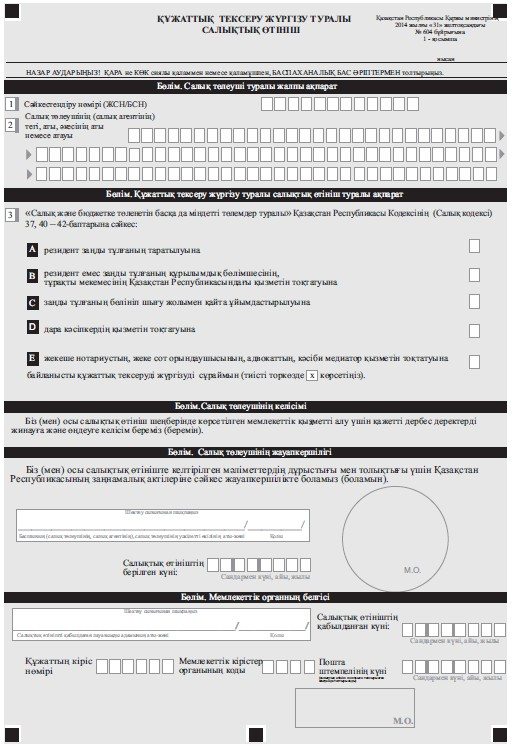 ҚҰЖАТТЫҚ ТЕКСЕРУ ЖҮРГІЗУ ТУРАЛЫ
САЛЫҚТЫҚ ӨТІНІШ
Қазақстан Республикасы Қаржы министрінің
2014 жылғы «31» желтоқсандағы
№ 604 бұйрығына
1 - қосымша
нысан
НАЗАР АУДАРЫҢЫЗ! ҚАРА не КӨК сиялы қаламмен немесе қаламұшпен, БАСПАХАНАЛЫҚ БАС ӘРІПТЕРМЕН толтырыңыз.
Бөлім. Салық төлеуші туралы жалпы ақпарат
1 Сәйкестендіру нөмірі (ЖСН/БСН)
2 Салық төлеушінің (салық агентінің)
тегі, аты, әкесінің аты
немесе атауы
Бөлім. Құжаттық тексеру жүргізу туралы салықтық өтініш туралы ақпарат
3 «Салық және бюджетке төленетін басқа да міндетті төлемдер туралы» Қазақстан Республикасы Кодексінің (Салық кодексі)
37, 40 – 42-баптарына сәйкес:
A резидент заңды тұлғаның таратылуына
B резидент емес заңды тұлғаның құрылымдық бөлімшесінің,
тұрақты мекемесінің Қазақстан Республикасындағы қызметін тоқтатуына
C заңды тұлғаның бөлініп шығу жолымен қайта ұйымдастырылуына
D дара кәсіпкердің қызметін тоқтатуына
E жекеше нотариустың, жеке сот орындаушысының, адвокаттың, кәсіби медиатор қызметін тоқтатуына
байланысты құжаттық тексеруді жүргізуді сұраймын (тиісті торкөзде x көрсетіңіз).
Бөлім.Салық төлеушінің келісімі
Біз (мен) осы салықтық өтініш шеңберінде көрсетілген мемлекеттік қызметті алу үшін қажетті дербес деректерді
жинауға және өңдеуге келісім береміз (беремін).
Бөлім. Салық төлеушінің жауапкершілігі
Біз (мен) осы салықтық өтініште келтірілген мәліметтердің дұрыстығы мен толықтығы үшін Қазақстан
Республикасының заңнамалық актілеріне сәйкес жауапкершілікте боламыз (боламын).
/ /
Қолы
М.О.
Салықтық өтініштің
берілген күні:
Сандармен күні, айы, жылы
Бөлім. Мемлекеттік органның белгісі
/ /
Қолы
Салықтық өтініштің
қабылданған күні:
Сандармен күні, айы, жылы
Құжаттың кіріс
нөмірі
Мемлекеттік кірістер
органының коды
Пошта
штемпелінің күні
Сандармен күні, айы, жылы
М.О.